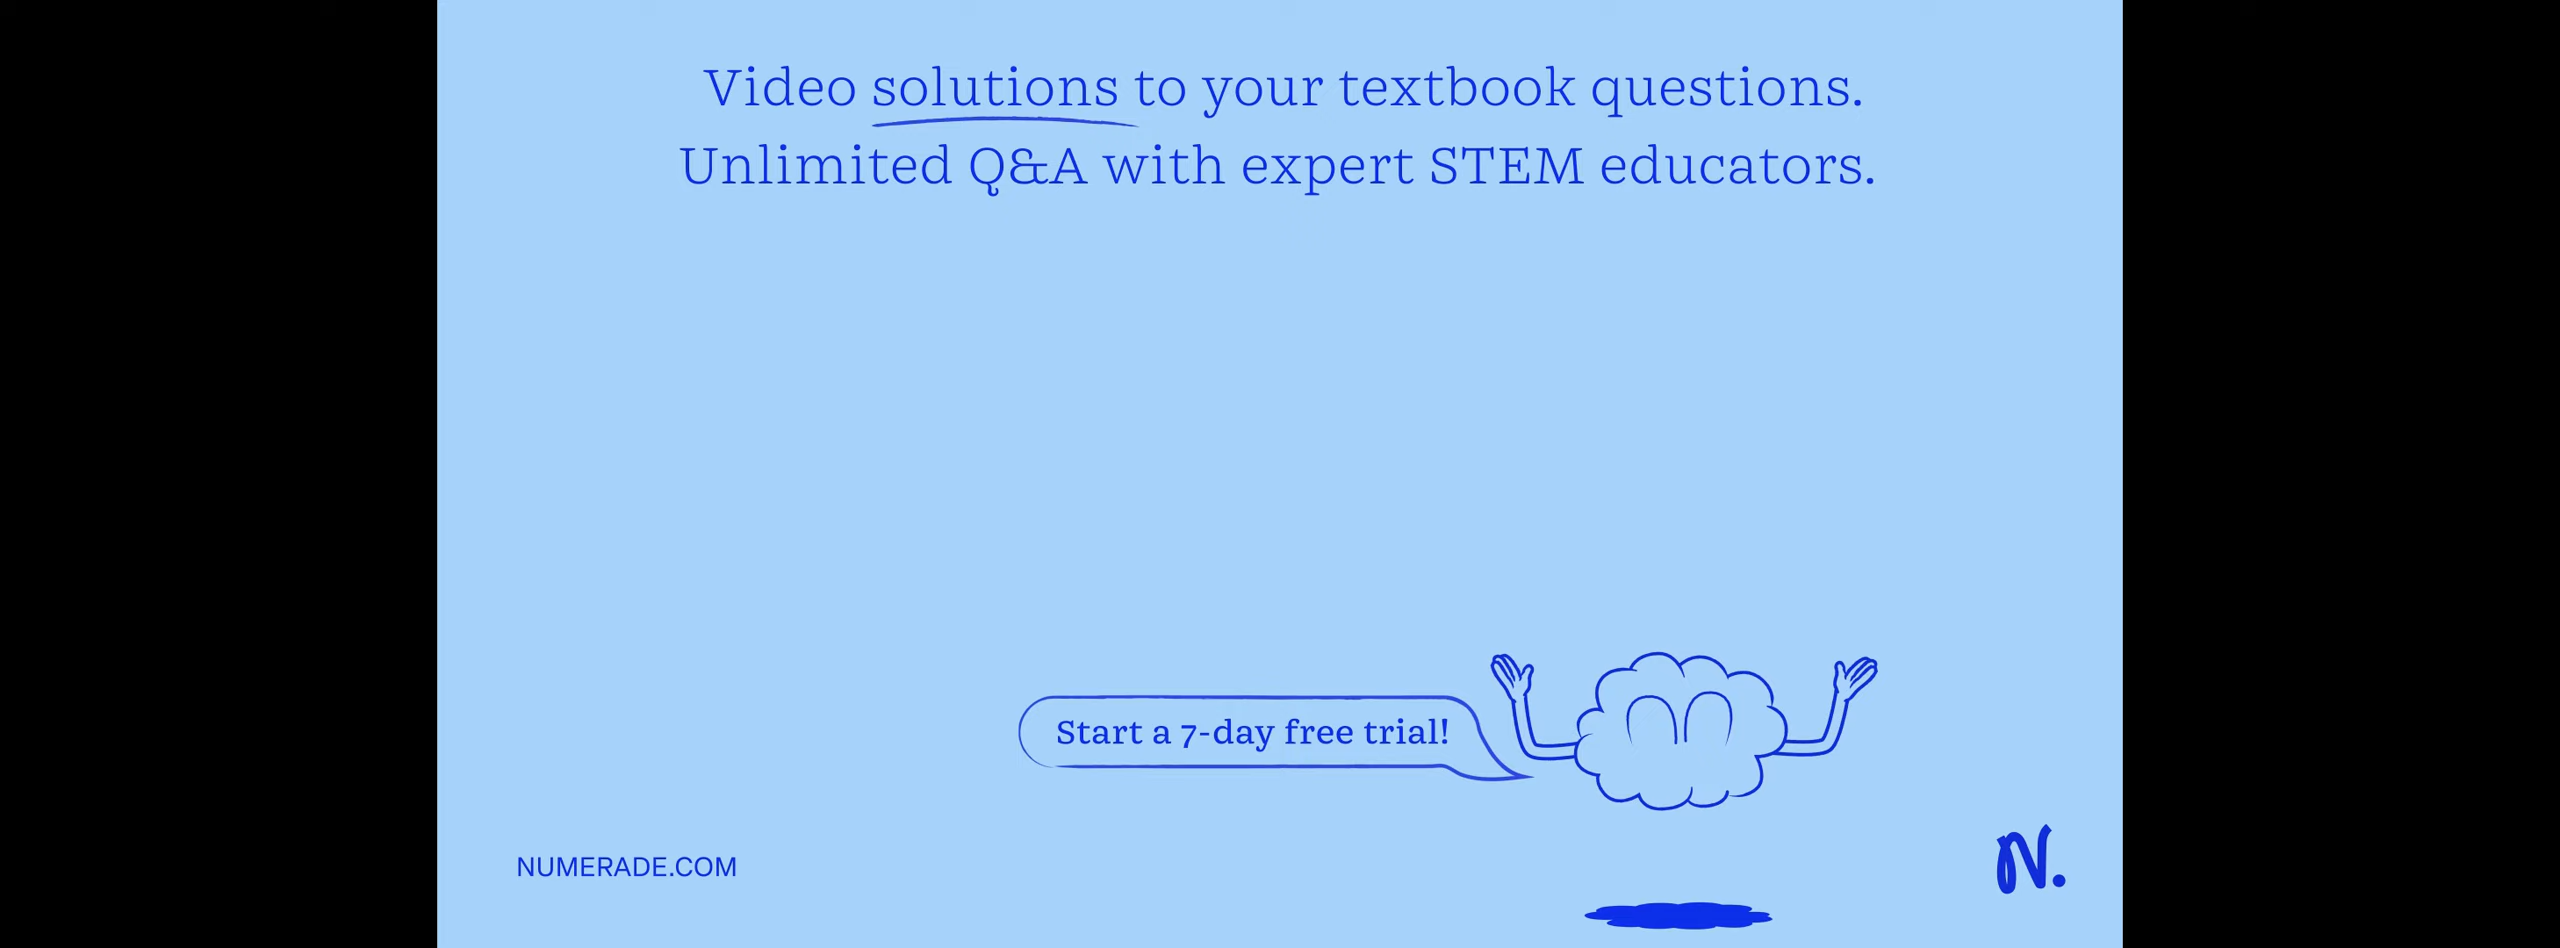 Video solutions to your textbook questions.
Unlimited Q&A with expert STEM educators.
Start a 7-day free trial!
NUMERADE.COM
N.